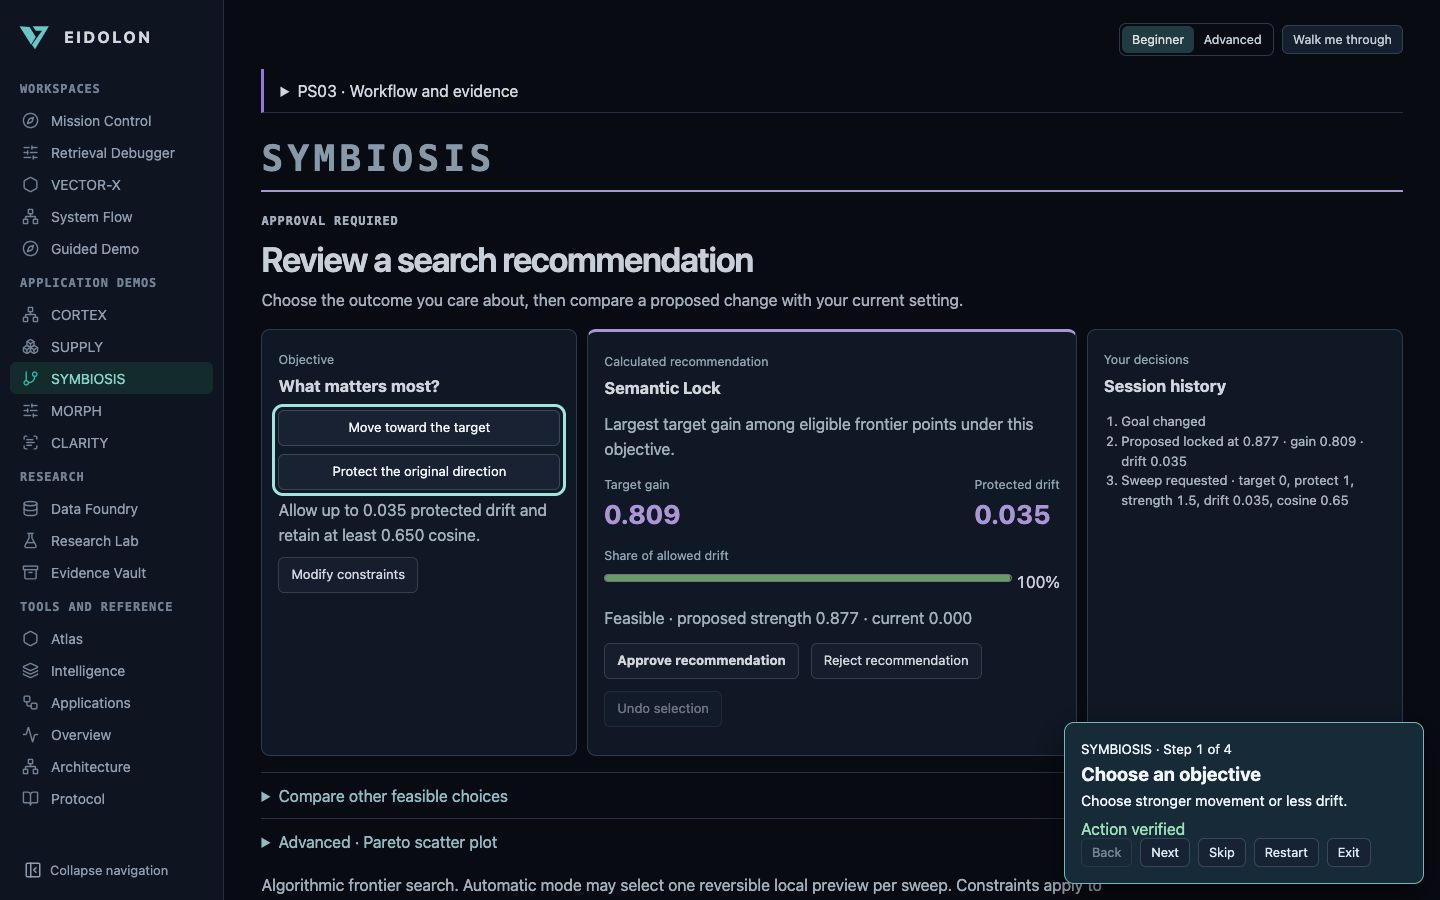 EIDOLON
WORKSPACES
Mission Control
Retrieval Debugger
VECTOR-X
System Flow
Guided Demo
APPLICATION DEMOS
CORTEX
SUPPLY
SYMBIOSIS
MORPH
CLARITY
RESEARCH
Data Foundry
Research Lab
Evidence Vault
TOOLS AND REFERENCE
Atlas
Intelligence
Applications
Overview
Architecture
Protocol
Collapse navigation
Beginner
Advanced
Walk me through
PS03 · Workflow and evidence
SYMBIOSIS
APPROVAL REQUIRED
Review a search recommendation
Choose the outcome you care about, then compare a proposed change with your current setting.
Objective
What matters most?
Move toward the target
Protect the original direction
Allow up to 0.035 protected drift and
retain at least 0.650 cosine.
Modify constraints
Calculated recommendation
Semantic Lock
Largest target gain among eligible frontier points under this
objective.
Target gain
0.809
Protected drift
0.035
Share of allowed drift
100%
Feasible · proposed strength 0.877 · current 0.000
Approve recommendation
Reject recommendation
Undo selection
Your decisions
Session history
1. Goal changed
2. Proposed locked at 0.877 · gain 0.809 ·
drift 0.035
3. Sweep requested · target 0, protect 1,
strength 1.5, drift 0.035, cosine 0.65
Compare other feasible choices
Advanced · Pareto scatter plot
Algorithmic frontier search. Automatic mode may select one reversible local preview per sweep. Constraints apply to
SYMBIOSIS · Step 1 of 4
Choose an objective
Choose stronger movement or less drift.
Action verified
Back
Next
Skip
Restart
Exit